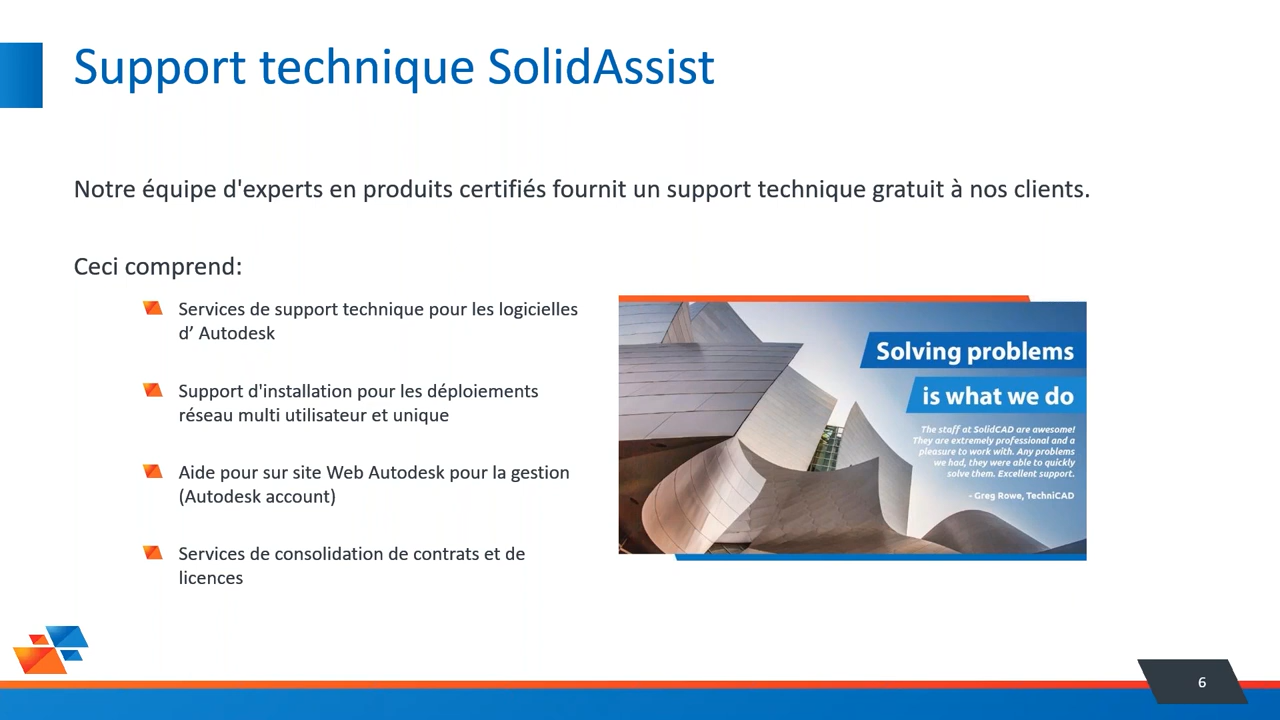 Support technique SolidAssist
Notre équipe d'experts en produits certifiés fournit un support technique gratuit à nos clients.
Ceci comprend:
Services de support technique pour les logicielles
d’ Autodesk
Support d'installation pour les déploiements
réseau multi utilisateur et unique
Aide pour sur site Web Autodesk pour la gestion
(Autodesk account)
Services de consolidation de contrats et de
licences
Solving problems
is what we do
The staff at SolidCAD are awesome!
They are extremely professional and a
pleasure to work with. Any problems
we had, they were able to quickly
solve them. Excellent support.
- Greg Rowe, TechniCAD
6